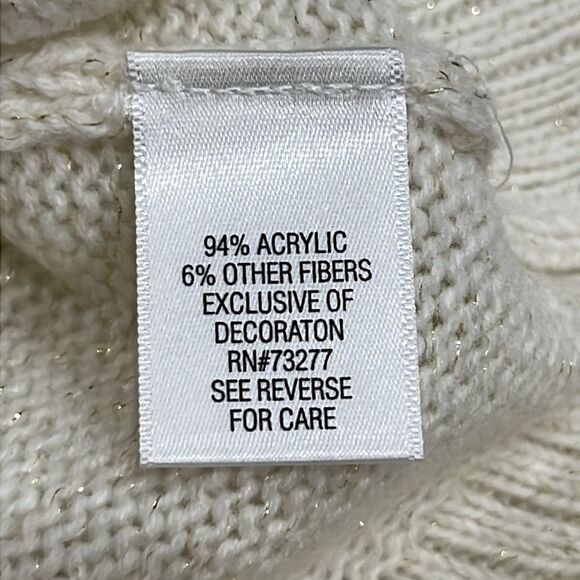 94% ACRYLIC
6% OTHER FIBERS
EXCLUSIVE OF
DECORATON
RN#73277
SEE REVERSE
FOR CARE